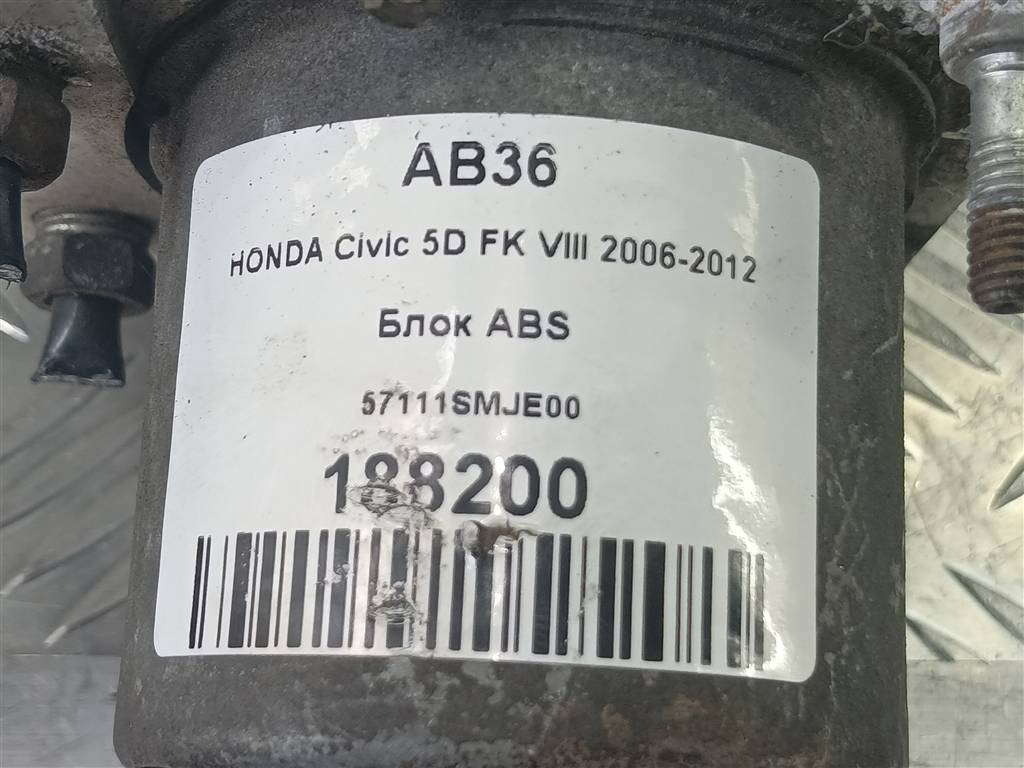 AB36
HONDA Civic 5D FK VIII 2006-2012
Блок ABS
57111SMJE00
188200